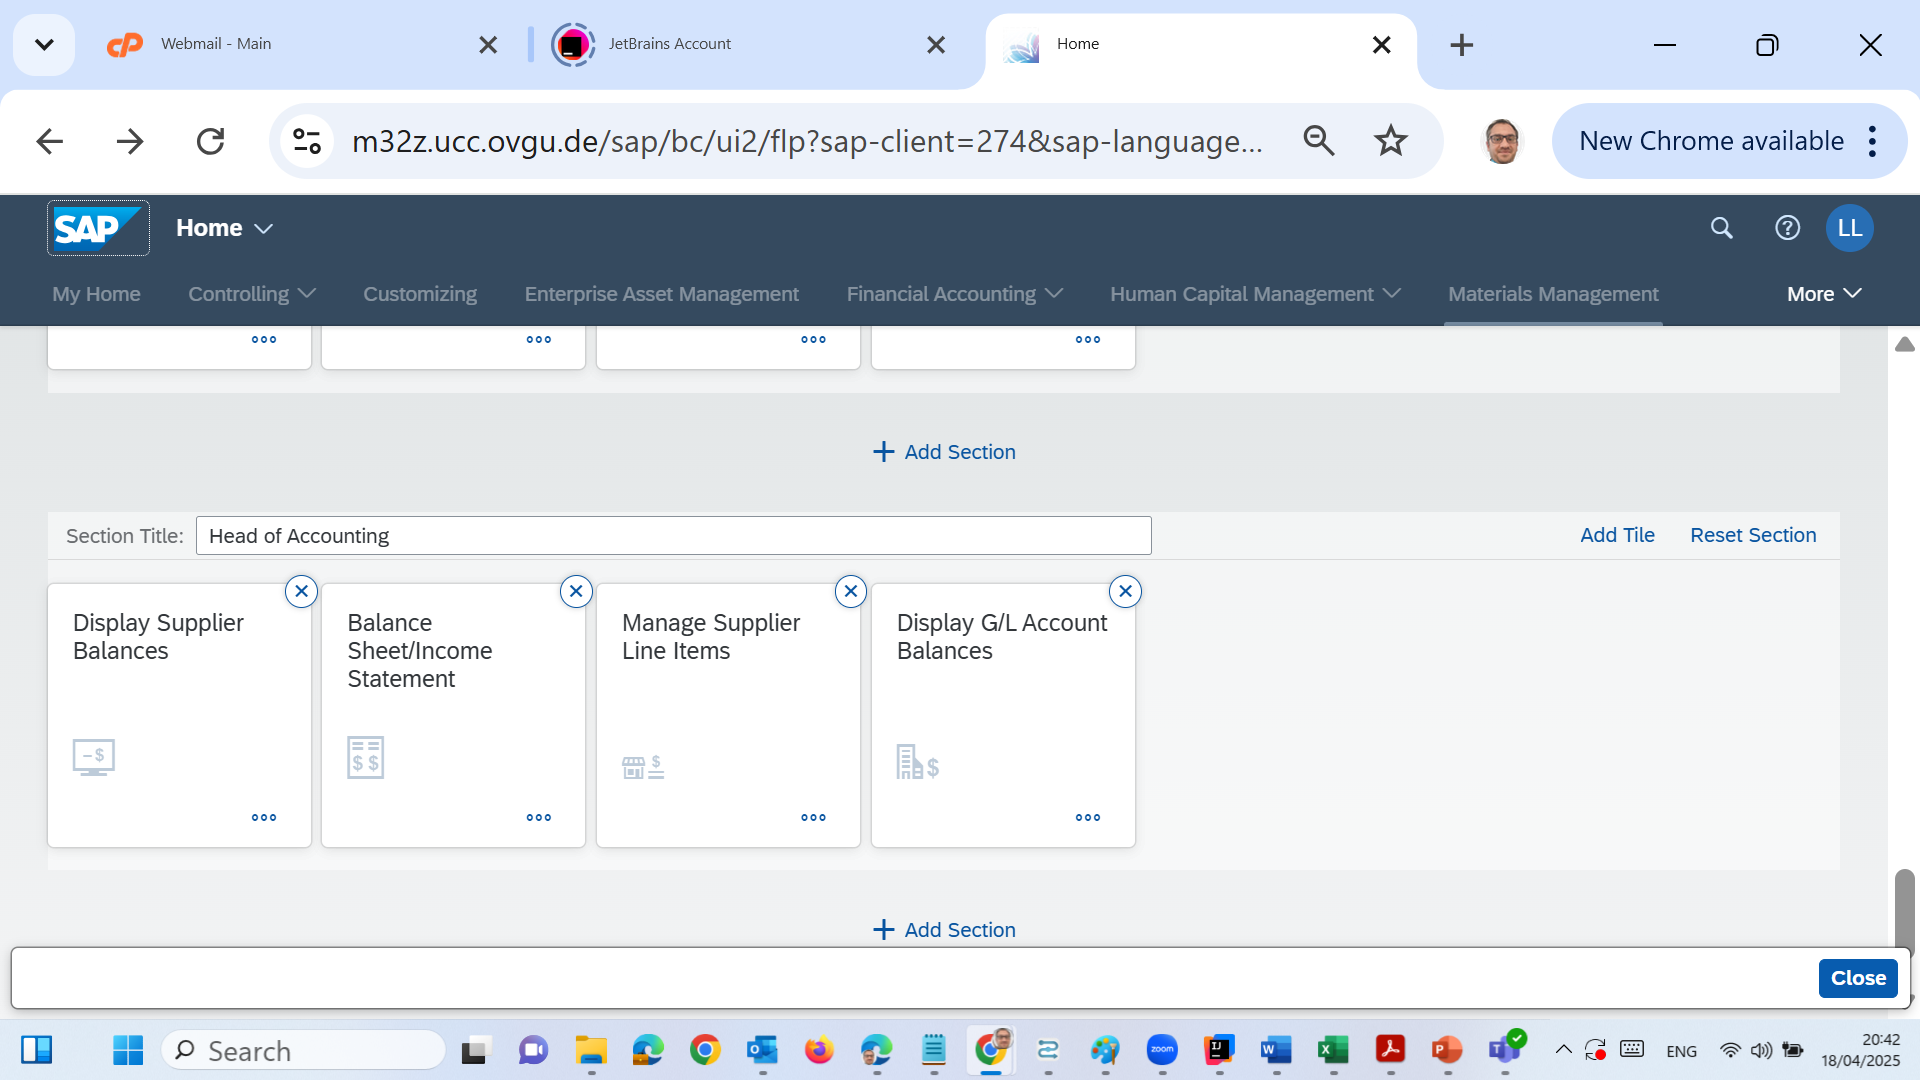 Webmail - Main
JetBrains Account
Home
m32z.ucc.ovgu.de/sap/bc/ui2/flp?sap-client=274&sap-language...
New Chrome available
SAP
Home
LL
My Home
Controlling
Customizing
Enterprise Asset Management
Financial Accounting
Human Capital Management
Materials Management
More
Add Section
Section Title:
Head of Accounting
Add Tile
Reset Section
Display Supplier
Balances
Balance
Sheet/Income
Statement
Manage Supplier
Line Items
Display G/L Account
Balances
Add Section
Close
Search
zoom
ENG
20:42
18/04/2025